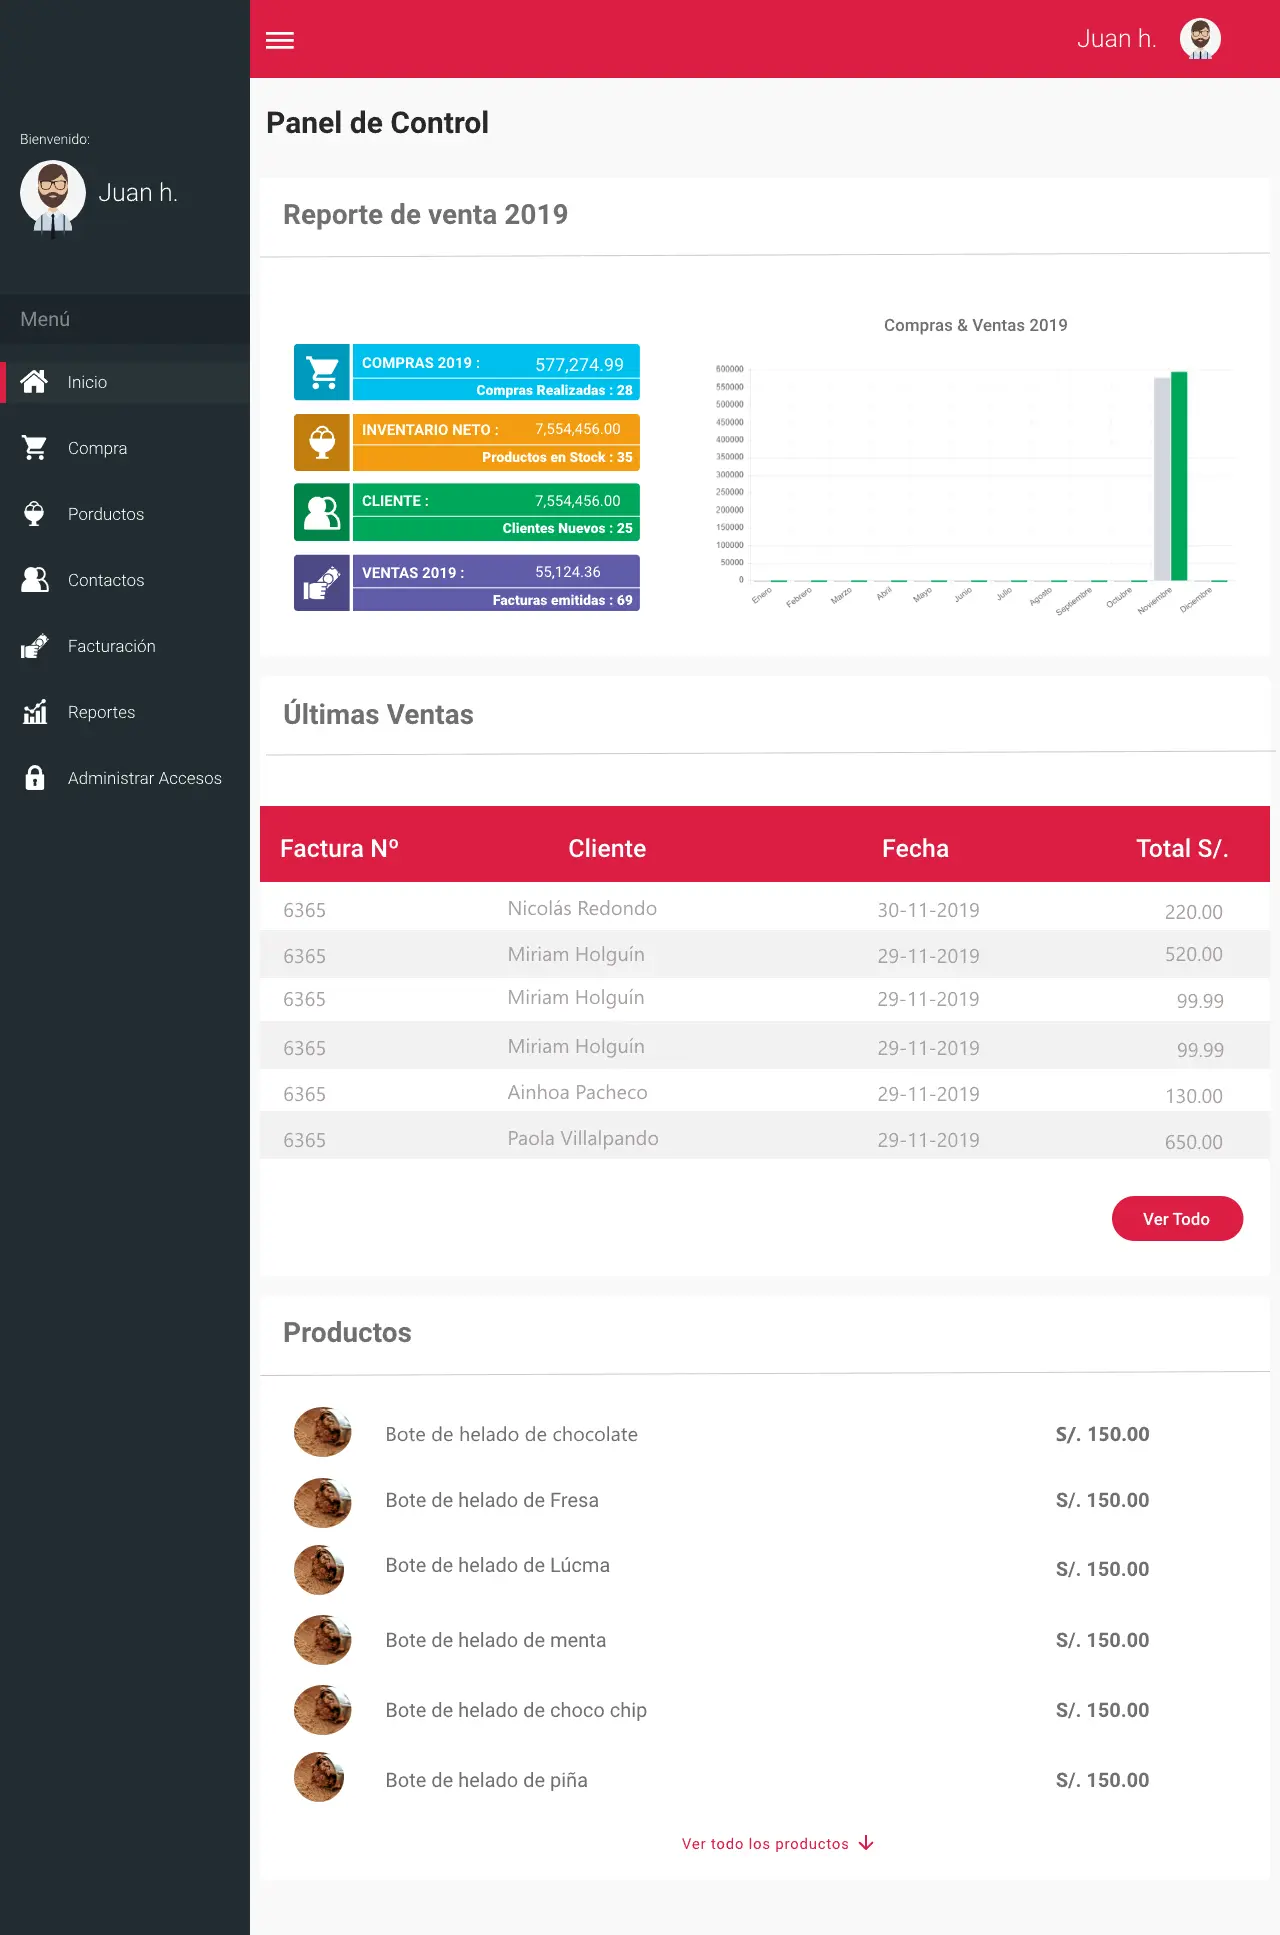 Juan h.
Bienvenido:
Juan h.
Menú
Inicio
Compra
Porductos
Contactos
Facturación
Reportes
Administrar Accesos
Panel de Control
Reporte de venta 2019
COMPRAS 2019 : 577,274.99
Compras Realizadas : 28
INVENTARIO NETO : 7,554,456.00
Productos en Stock : 35
CLIENTE : 7,554,456.00
Clientes Nuevos : 25
VENTAS 2019 : 55,124.36
Facturas emitidas : 69
Compras & Ventas 2019
600000
550000
500000
450000
400000
350000
300000
250000
200000
150000
100000
50000
0
Enero Febrero Marzo Abril Mayo Junio Julio Agosto Septiembre Octubre Noviembre Diciembre
Últimas Ventas
Factura Nº Cliente Fecha Total S/.
6365 Nicolás Redondo 30-11-2019 220.00
6365 Miriam Holguín 29-11-2019 520.00
6365 Miriam Holguín 29-11-2019 99.99
6365 Miriam Holguín 29-11-2019 99.99
6365 Ainhoa Pacheco 29-11-2019 130.00
6365 Paola Villalpando 29-11-2019 650.00
Ver Todo
Productos
Bote de helado de chocolate S/. 150.00
Bote de helado de Fresa S/. 150.00
Bote de helado de Lúcma S/. 150.00
Bote de helado de menta S/. 150.00
Bote de helado de choco chip S/. 150.00
Bote de helado de piña S/. 150.00
Ver todo los productos